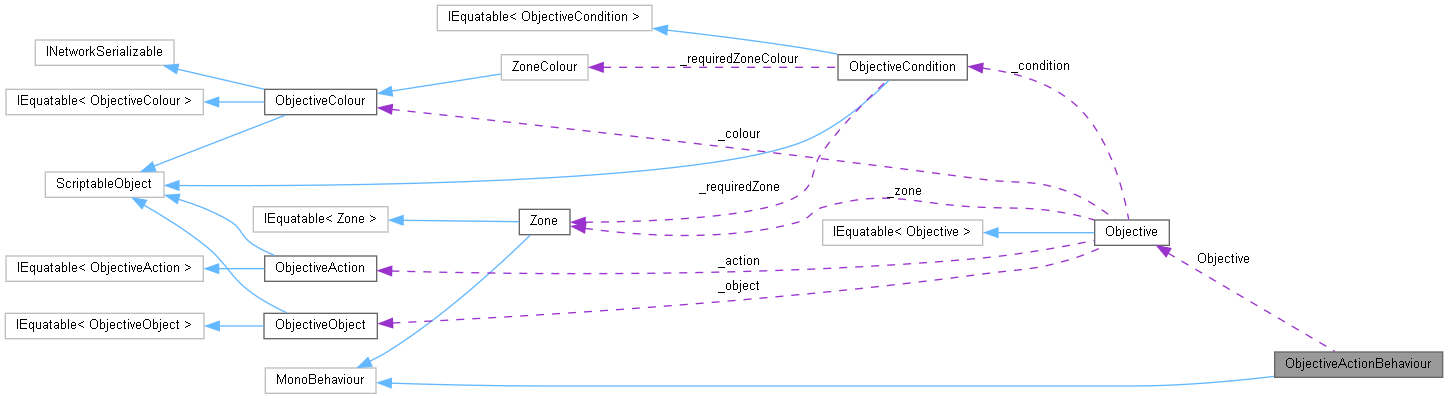 IEquatable< ObjectiveCondition >
INetworkSerializable
_requiredZoneColour
ZoneColour
ObjectiveCondition
_condition
IEquatable< ObjectiveColour >
ObjectiveColour
_colour
ScriptableObject
_requiredZone
_zone
IEquatable< Zone >
Zone
IEquatable< Objective >
Objective
IEquatable< ObjectiveAction >
ObjectiveAction
_action
Objective
_object
IEquatable< ObjectiveObject >
ObjectiveObject
ObjectiveActionBehaviour
MonoBehaviour